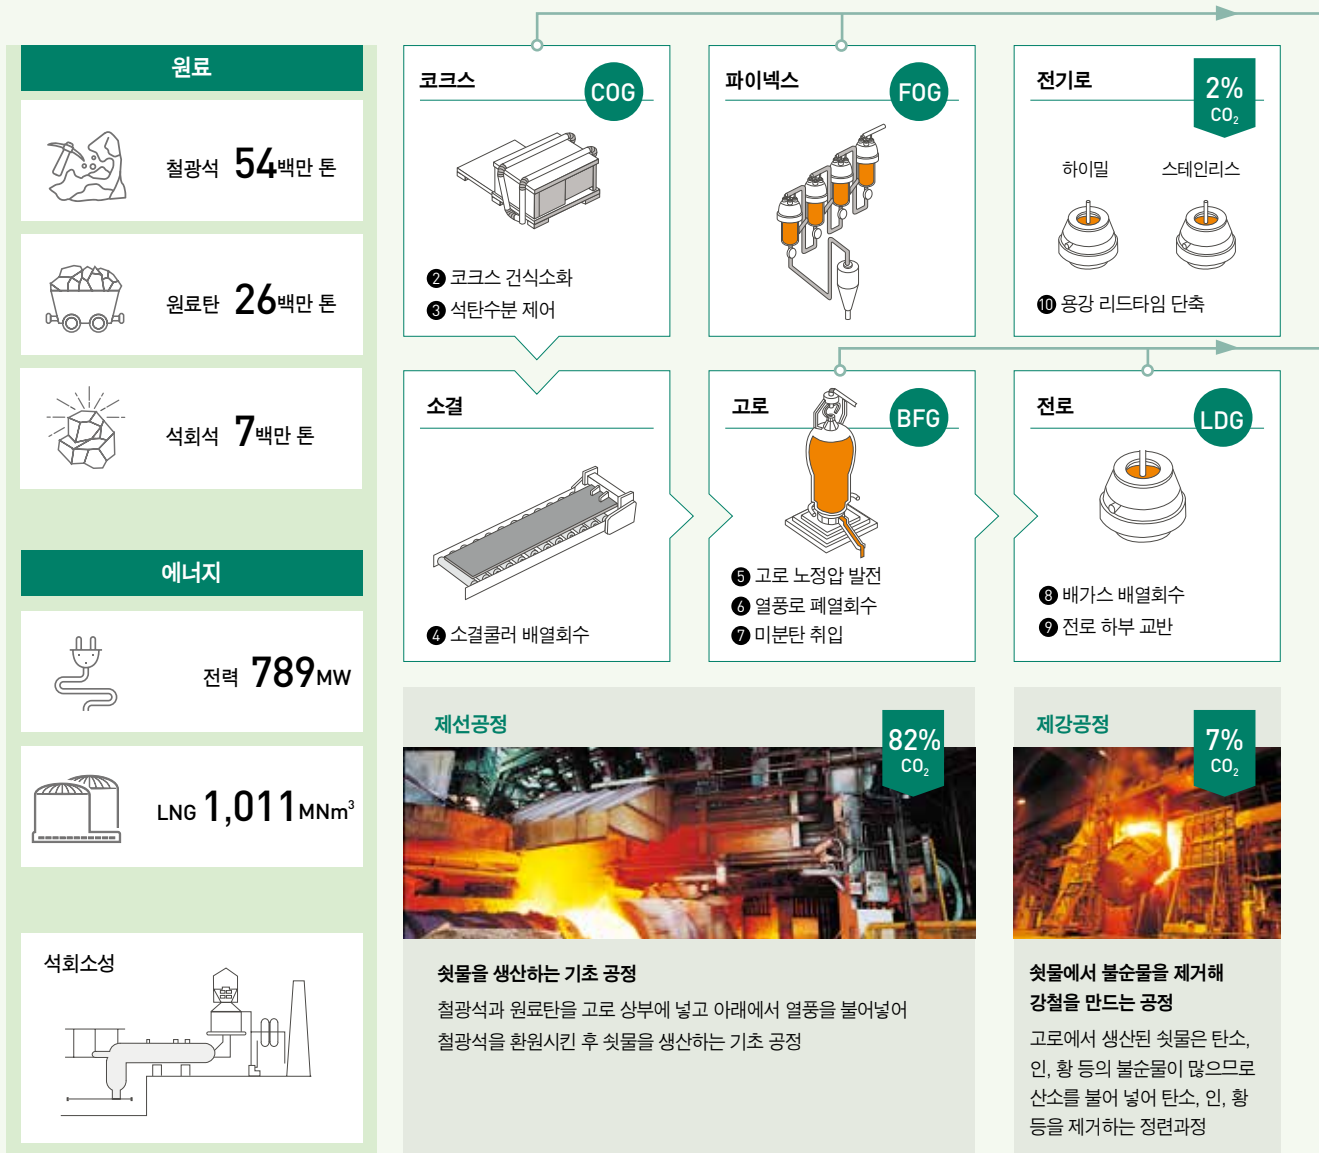 원료
철광석 54백만 톤
원료탄 26백만 톤
석회석 7백만 톤
에너지
전력 789MW
LNG 1,011MNm³
석회소성
코크스
COG
❷ 코크스 건식소화
❸ 석탄수분 제어
파이넥스
FOG
전기로
2%
CO₂
하이밀
스테인리스
❿ 용강 리드타임 단축
소결
❹ 소결쿨러 배열회수
고로
BFG
❺ 고로 노정압 발전
❻ 열풍로 폐열회수
❼ 미분탄 취입
전로
LDG
❽ 배가스 배열회수
❾ 전로 하부 교반
제선공정
82%
CO₂
쇳물을 생산하는 기초 공정
철광석과 원료탄을 고로 상부에 넣고 아래에서 열풍을 불어넣어
철광석을 환원시킨 후 쇳물을 생산하는 기초 공정
제강공정
7%
CO₂
쇳물에서 불순물을 제거해
강철을 만드는 공정
고로에서 생산된 쇳물은 탄소,
인, 황 등의 불순물이 많으므로
산소를 불어 넣어 탄소, 인, 황
등을 제거하는 정련과정